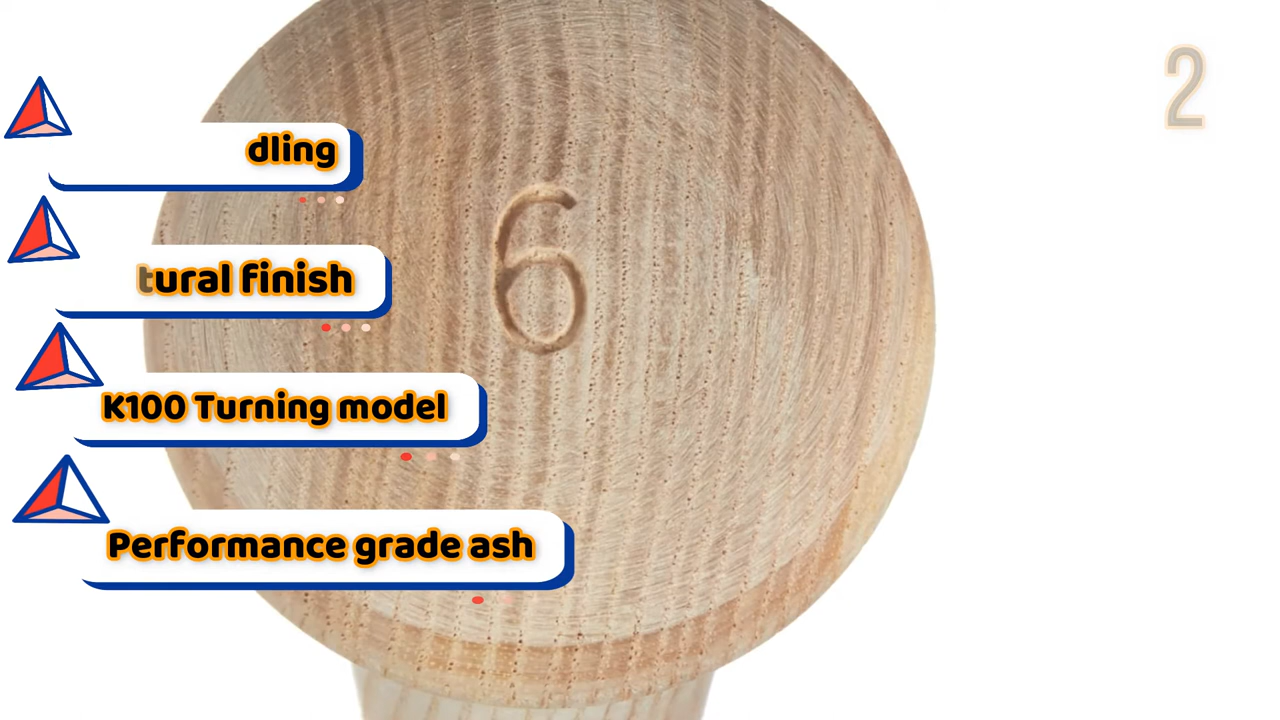 2
dling
6
tural finish
K100 Turning model
Performance grade ash